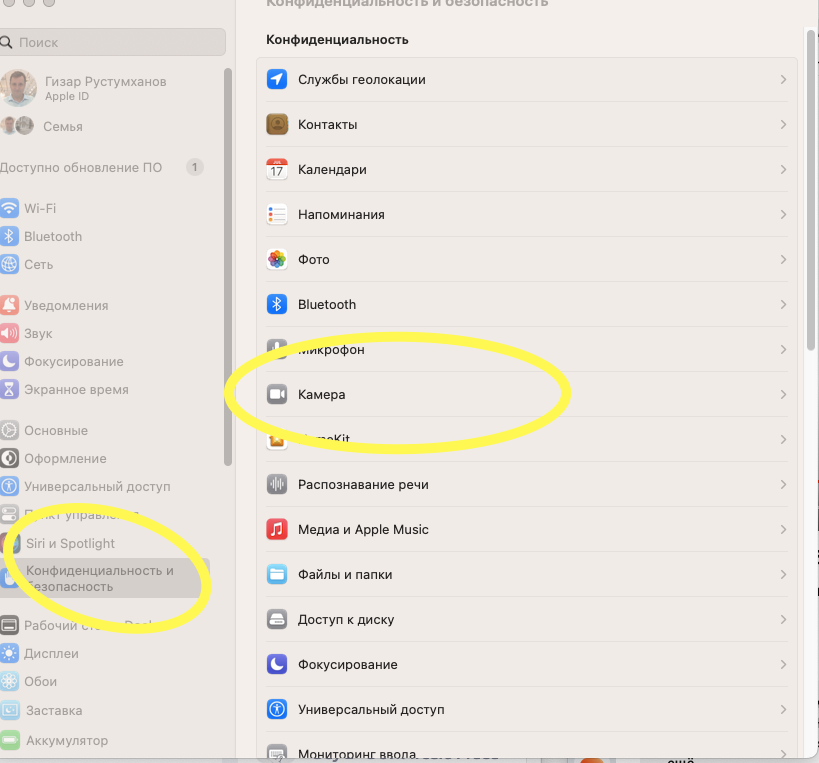 Конфиденциальность и безопасность
Поиск
Гизар Рустумханов
Apple ID
Семья
Доступно обновление ПО 1
Wi-Fi
Bluetooth
Сеть
Уведомления
Звук
Фокусирование
Экранное время
Основные
Оформление
Универсальный доступ
Пункт управления
Siri и Spotlight
Конфиденциальность и
безопасность
Рабочий стол и Dock
Дисплеи
Обои
Заставка
Аккумулятор
Конфиденциальность
Службы геолокации
Контакты
17
Календари
Напоминания
Фото
Bluetooth
Микрофон
Камера
HomeKit
Распознавание речи
Медиа и Apple Music
Файлы и папки
Доступ к диску
Фокусирование
Универсальный доступ
Мониторинг ввода
ещё